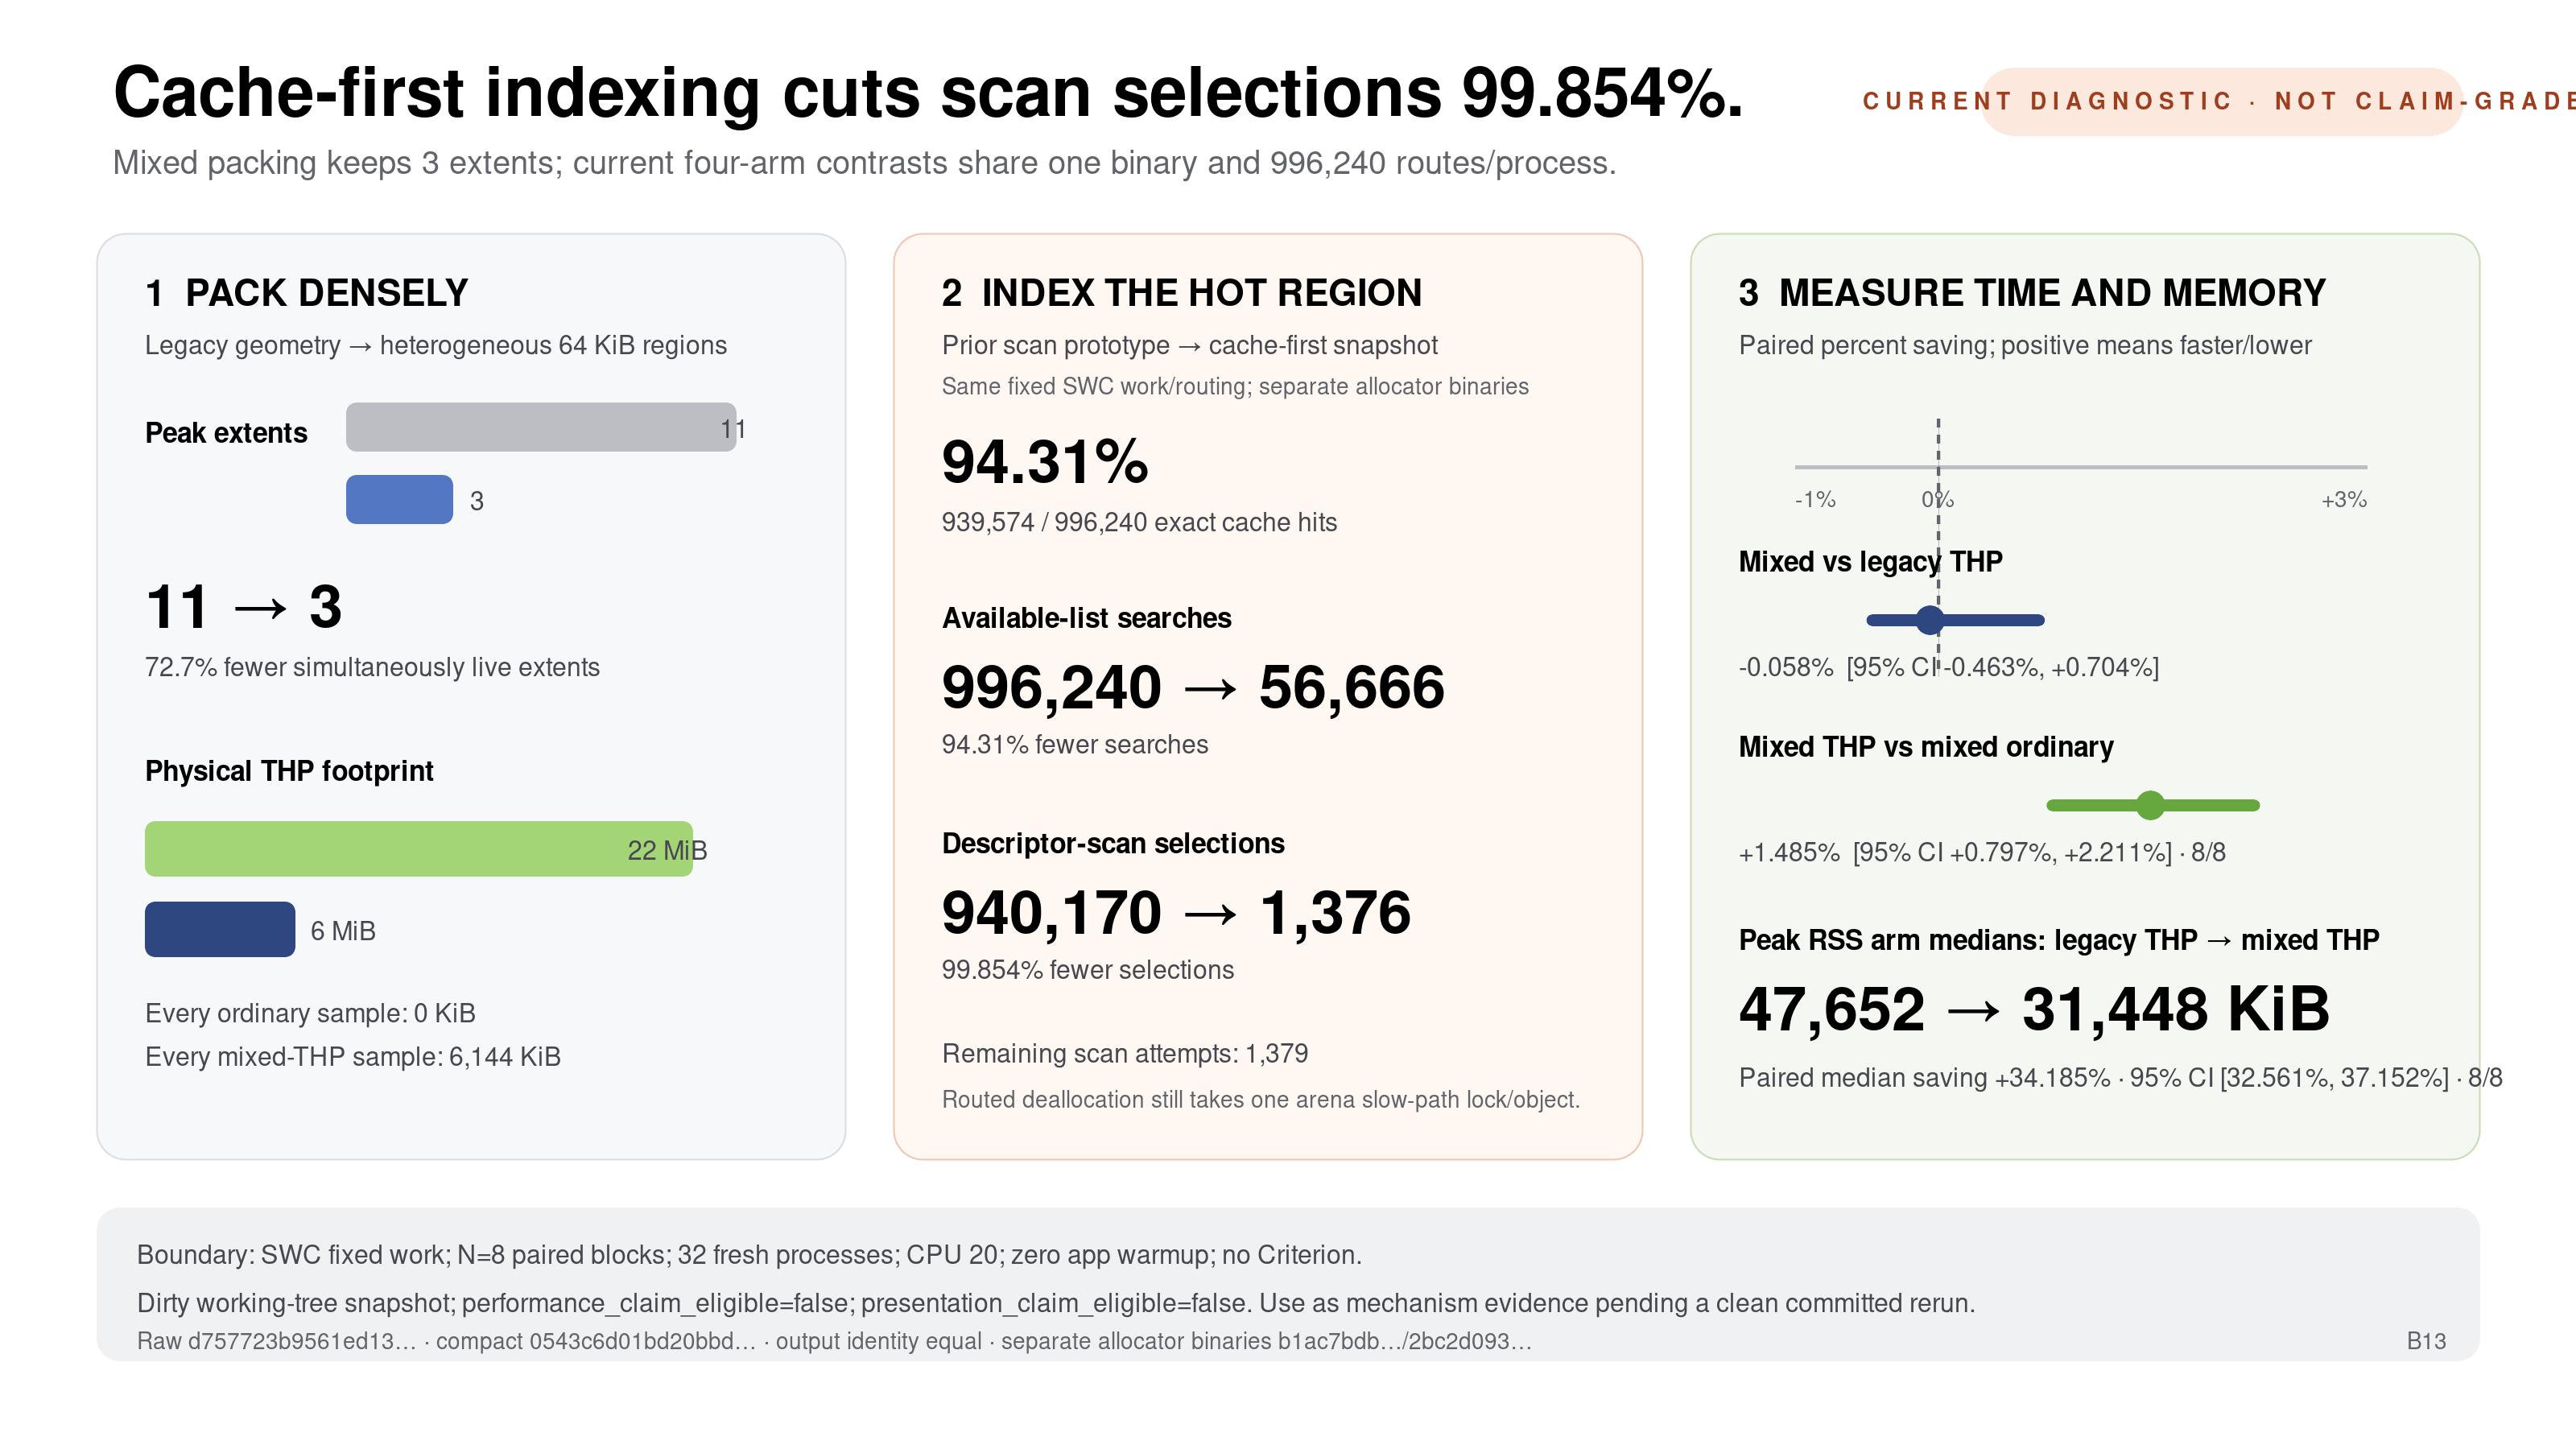 Cache-first indexing cuts scan selections 99.854%.
CURRENT DIAGNOSTIC · NOT CLAIM-GRADE
Mixed packing keeps 3 extents; current four-arm contrasts share one binary and 996,240 routes/process.
1 PACK DENSELY
Legacy geometry → heterogeneous 64 KiB regions
Peak extents
11
3
11 → 3
72.7% fewer simultaneously live extents
Physical THP footprint
22 MiB
6 MiB
Every ordinary sample: 0 KiB
Every mixed-THP sample: 6,144 KiB
2 INDEX THE HOT REGION
Prior scan prototype → cache-first snapshot
Same fixed SWC work/routing; separate allocator binaries
94.31%
939,574 / 996,240 exact cache hits
Available-list searches
996,240 → 56,666
94.31% fewer searches
Descriptor-scan selections
940,170 → 1,376
99.854% fewer selections
Remaining scan attempts: 1,379
Routed deallocation still takes one arena slow-path lock/object.
3 MEASURE TIME AND MEMORY
Paired percent saving; positive means faster/lower
-1% 0% +3%
Mixed vs legacy THP
-0.058% [95% CI -0.463%, +0.704%]
Mixed THP vs mixed ordinary
+1.485% [95% CI +0.797%, +2.211%] · 8/8
Peak RSS arm medians: legacy THP → mixed THP
47,652 → 31,448 KiB
Paired median saving +34.185% · 95% CI [32.561%, 37.152%] · 8/8
Boundary: SWC fixed work; N=8 paired blocks; 32 fresh processes; CPU 20; zero app warmup; no Criterion.
Dirty working-tree snapshot; performance_claim_eligible=false; presentation_claim_eligible=false. Use as mechanism evidence pending a clean committed rerun.
Raw d757723b9561ed13… · compact 0543c6d01bd20bbd… · output identity equal · separate allocator binaries b1ac7bdb…/2bc2d093…
B13